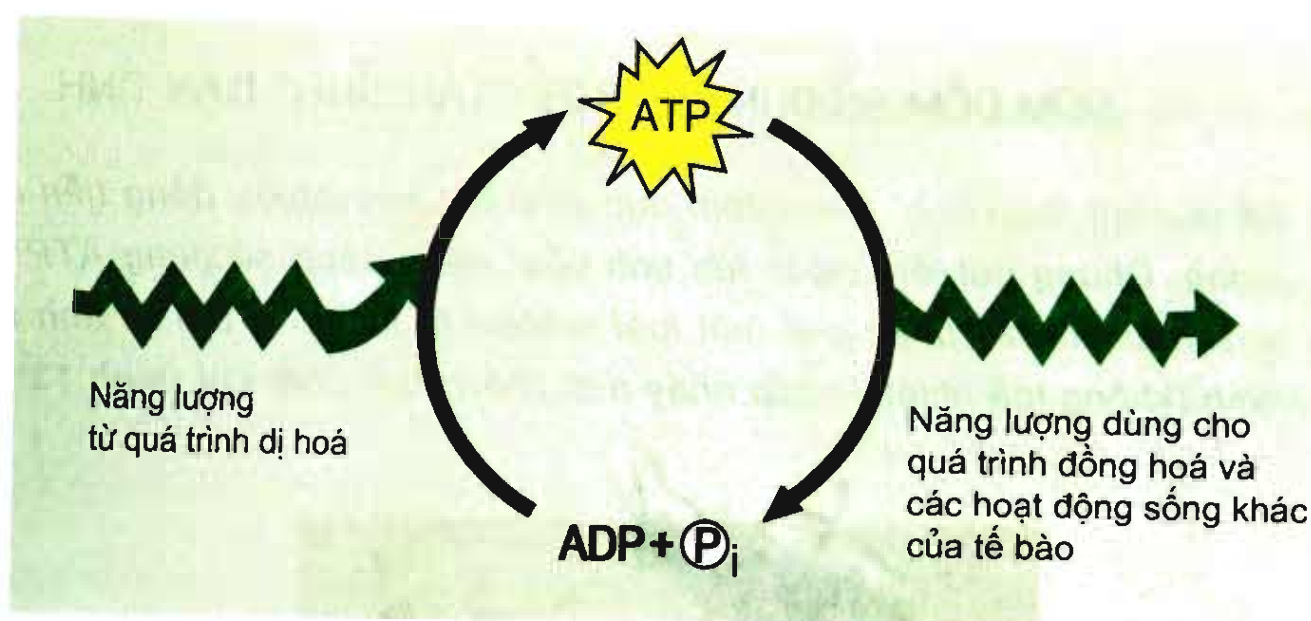 ATP
Năng lượng
từ quá trình dị hoá
Năng lượng dùng cho
quá trình đồng hoá và
các hoạt động sống khác
của tế bào
ADP + Pi